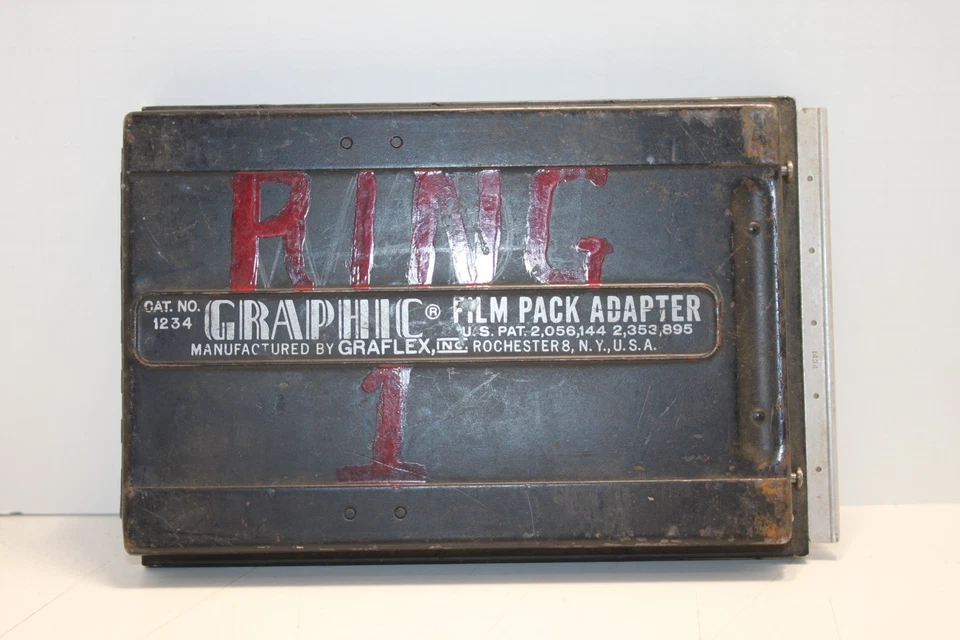 RING
CAT. NO. 1234
GRAPHIC® FILM PACK ADAPTER
U.S. PAT. 2,056,144 2,353,895
MANUFACTURED BY GRAFLEX, INC. ROCHESTER 8, N.Y., U.S.A.
1